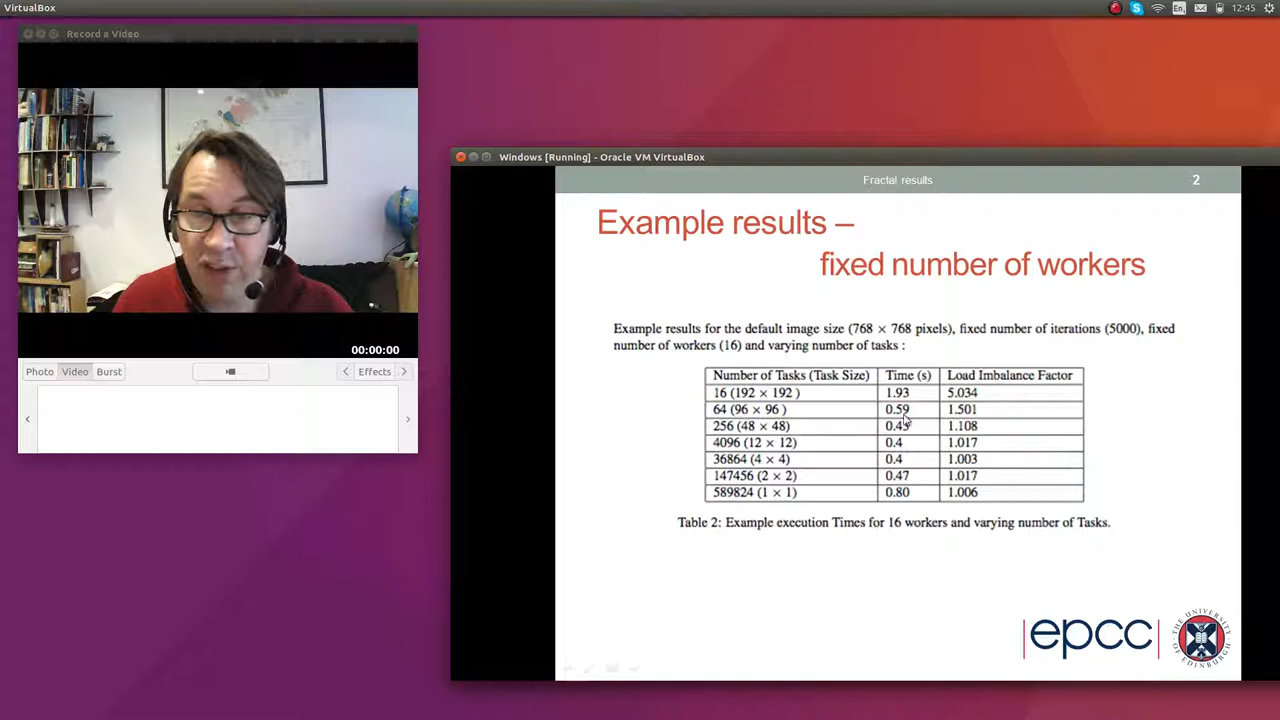 VirtualBox
En
12:45
Record a Video
00:00:00
Photo Video Burst
Effects
Windows [Running] - Oracle VM VirtualBox
Fractal results
2
Example results –
fixed number of workers
Example results for the default image size (768 × 768 pixels), fixed number of iterations (5000), fixed
number of workers (16) and varying number of tasks :
Number of Tasks (Task Size) Time (s) Load Imbalance Factor
16 (192 × 192 ) 1.93 5.034
64 (96 × 96 ) 0.59 1.501
256 (48 × 48) 1.108
4096 (12 × 12) 0.4 1.017
36864 (4 × 4) 0.4 1.003
147456 (2 × 2) 0.47 1.017
589824 (1 × 1) 0.80 1.006
Table 2: Example execution Times for 16 workers and varying number of Tasks.
epcc
THE UNIVERSITY OF EDINBURGH